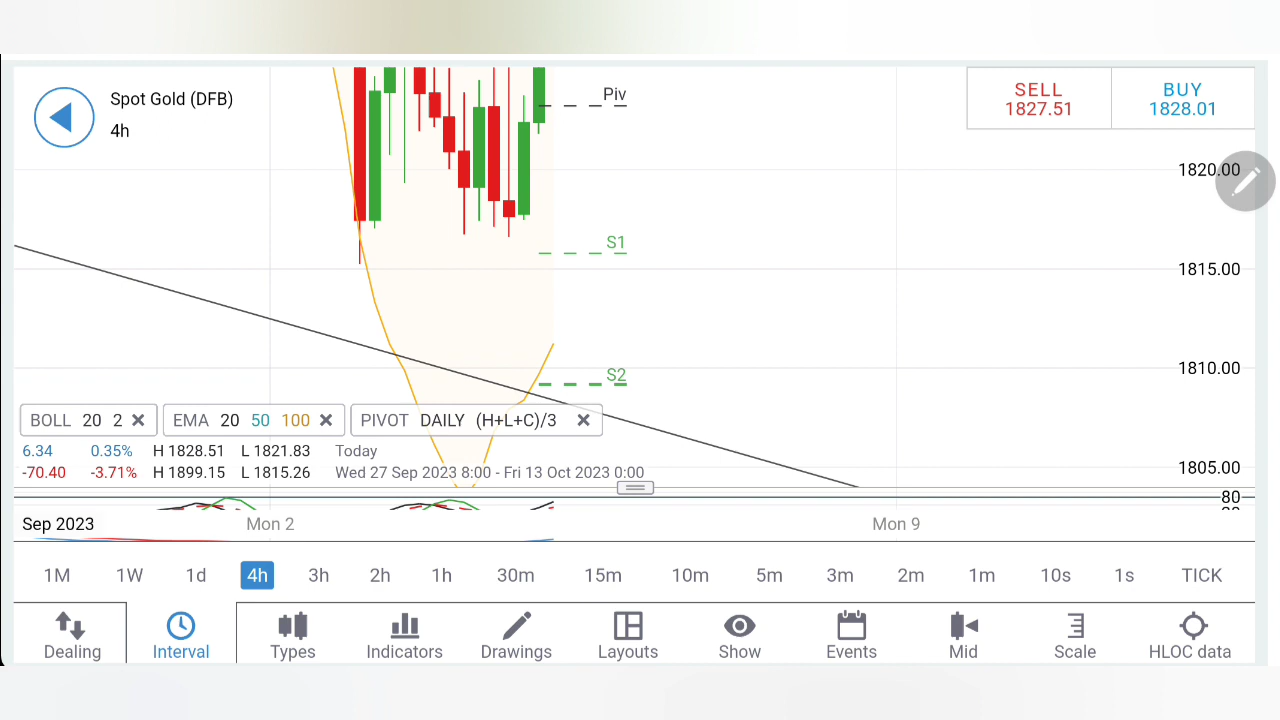 Spot Gold (DFB)
4h
SELL
1827.51
BUY
1828.01
Piv
1820.00
S1
1815.00
1810.00
S2
BOLL 20 2
EMA 20 50 100
PIVOT DAILY (H+L+C)/3
6.34 0.35% H 1828.51 L 1821.83 Today
-70.40 -3.71% H 1899.15 L 1815.26 Wed 27 Sep 2023 8:00 - Fri 13 Oct 2023 0:00
1805.00
80
Sep 2023 Mon 2 Mon 9
1M 1W 1d 4h 3h 2h 1h 30m 15m 10m 5m 3m 2m 1m 10s 1s TICK
Dealing Interval Types Indicators Drawings Layouts Show Events Mid Scale HLOC data